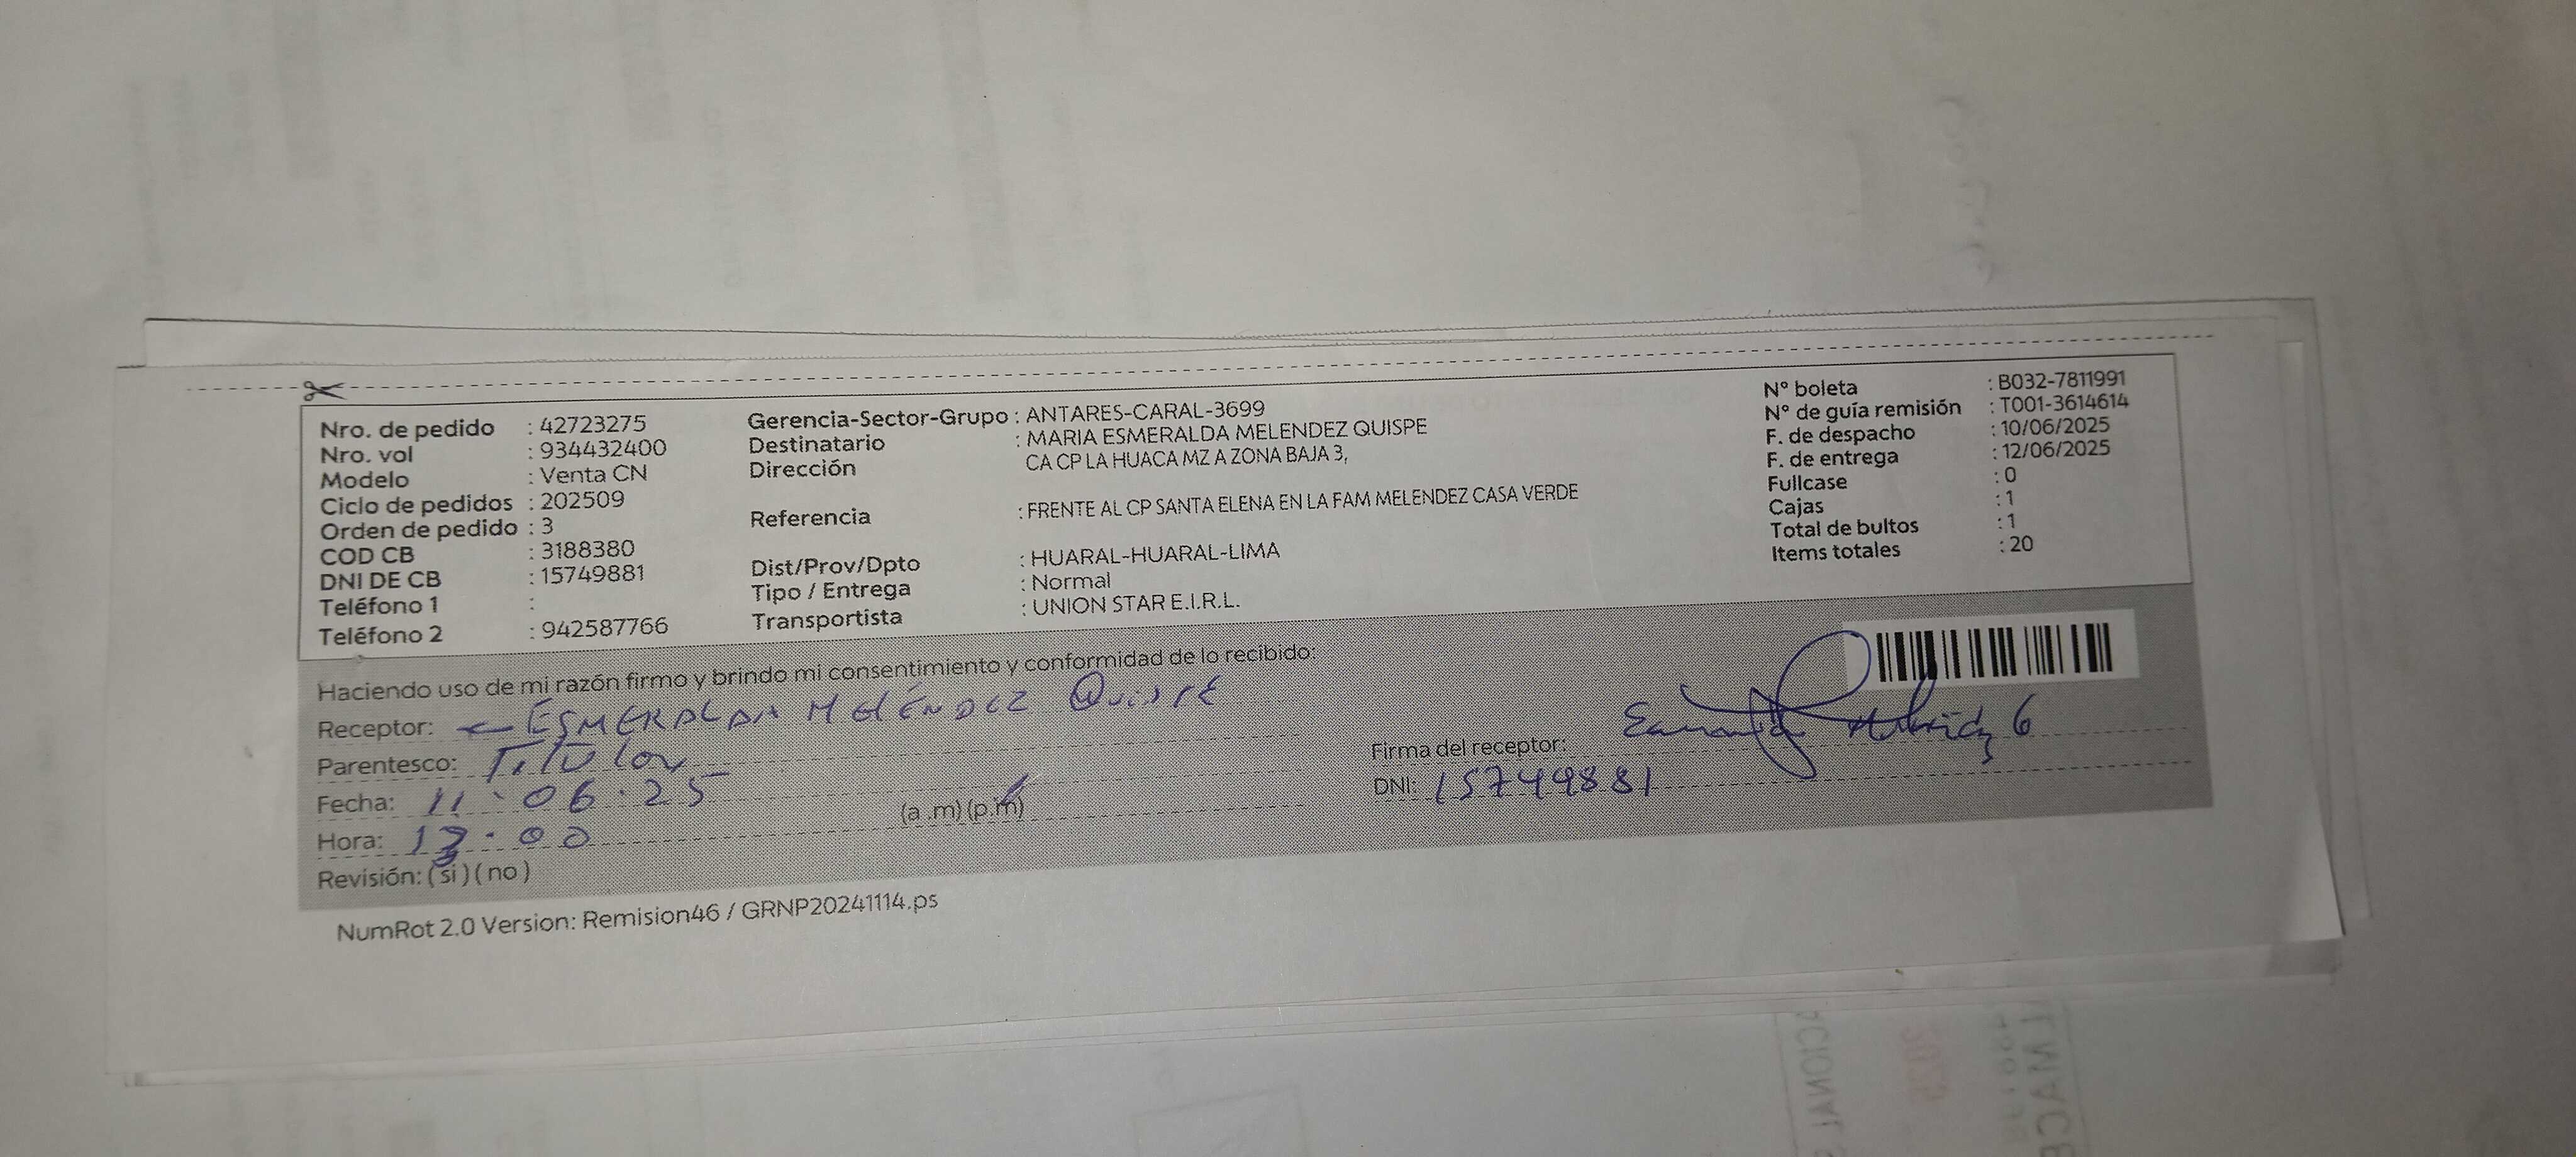 Nro. de pedido : 42723275
Nro. vol : 934432400
Modelo : Venta CN
Ciclo de pedidos : 202509
Orden de pedido : 3
COD CB : 3188380
DNI DE CB : 15749881
Teléfono 1 :
Teléfono 2 : 942587766
Gerencia-Sector-Grupo : ANTARES-CARAL-3699
Destinatario : MARIA ESMERALDA MELENDEZ QUISPE
Dirección CA CP LA HUACA MZ A ZONA BAJA 3,
Referencia : FRENTE AL CP SANTA ELENA EN LA FAM MELENDEZ CASA VERDE
Dist/Prov/Dpto : HUARAL-HUARAL-LIMA
Tipo / Entrega : Normal
Transportista : UNION STAR E.I.R.L.
N° boleta : B032-7811991
N° de guía remisión : T001-3614614
F. de despacho : 10/06/2025
F. de entrega : 12/06/2025
Fullcase : 0
Cajas : 1
Total de bultos : 1
Items totales : 20
Haciendo uso de mi razón firmo y brindo mi consentimiento y conformidad de lo recibido:
Receptor: ESMERALDA MELÉNDEZ QUISPE
Parentesco: Titular
Fecha: 11.06.25
Hora: 13.00 (a .m) (p.m)
Revisión: (si) (no)
Firma del receptor:
DNI: 15749881
NumRot 2.0 Version: Remision46 / GRNP20241114.ps